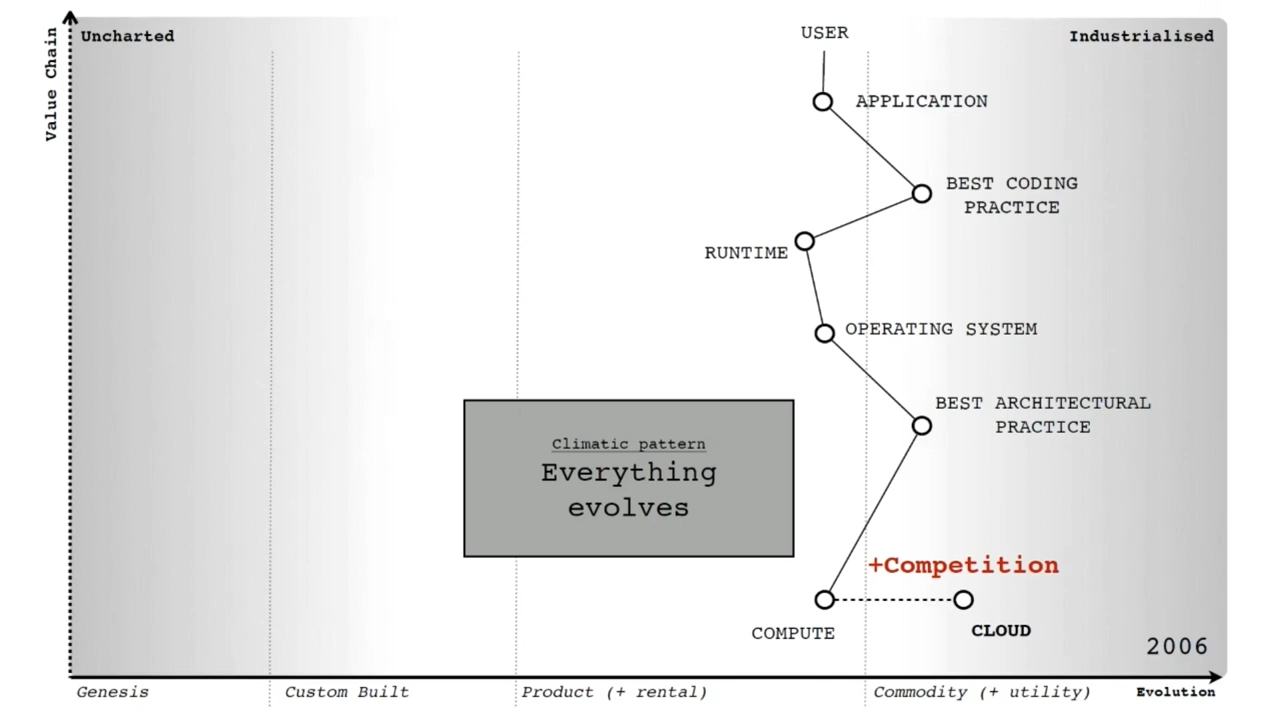 USER
Uncharted
Industrialised
Value Chain
APPLICATION
BEST CODING
PRACTICE
RUNTIME
OPERATING SYSTEM
BEST ARCHITECTURAL
PRACTICE
Climatic pattern
Everything
evolves
+Competition
COMPUTE
CLOUD
2006
Genesis
Custom Built
Product (+ rental)
Commodity (+ utility)
Evolution